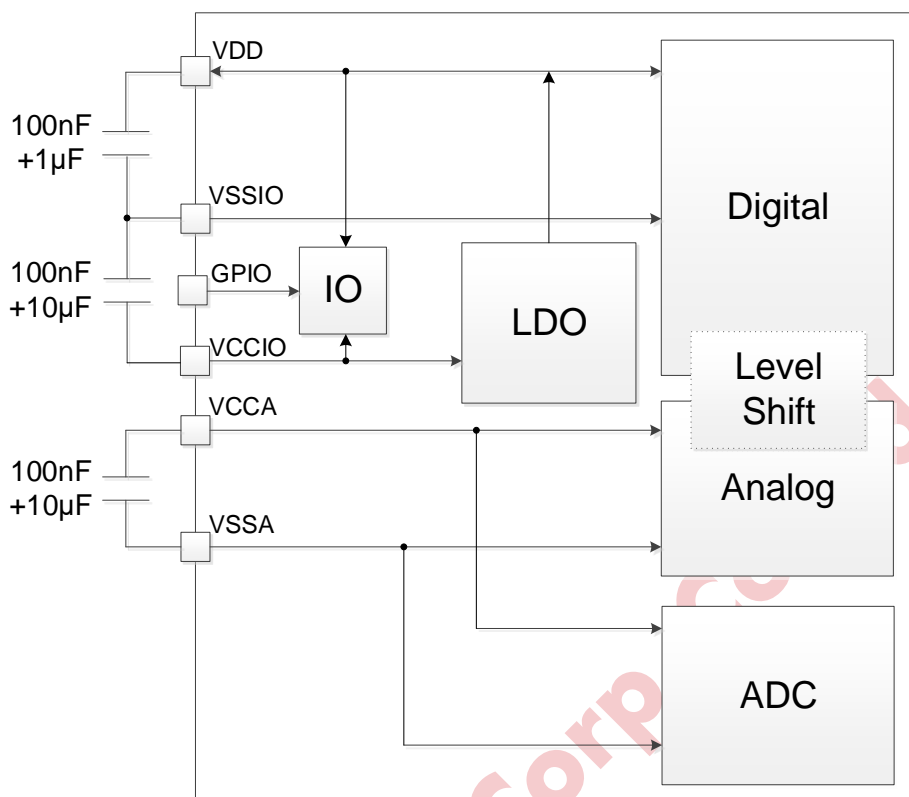 VDD
100nF
+1µF
VSSIO
Digital
100nF
+10µF
GPIO
IO
LDO
VCCIO
Level
Shift
VCCA
100nF
+10µF
Analog
VSSA
ADC
Corp